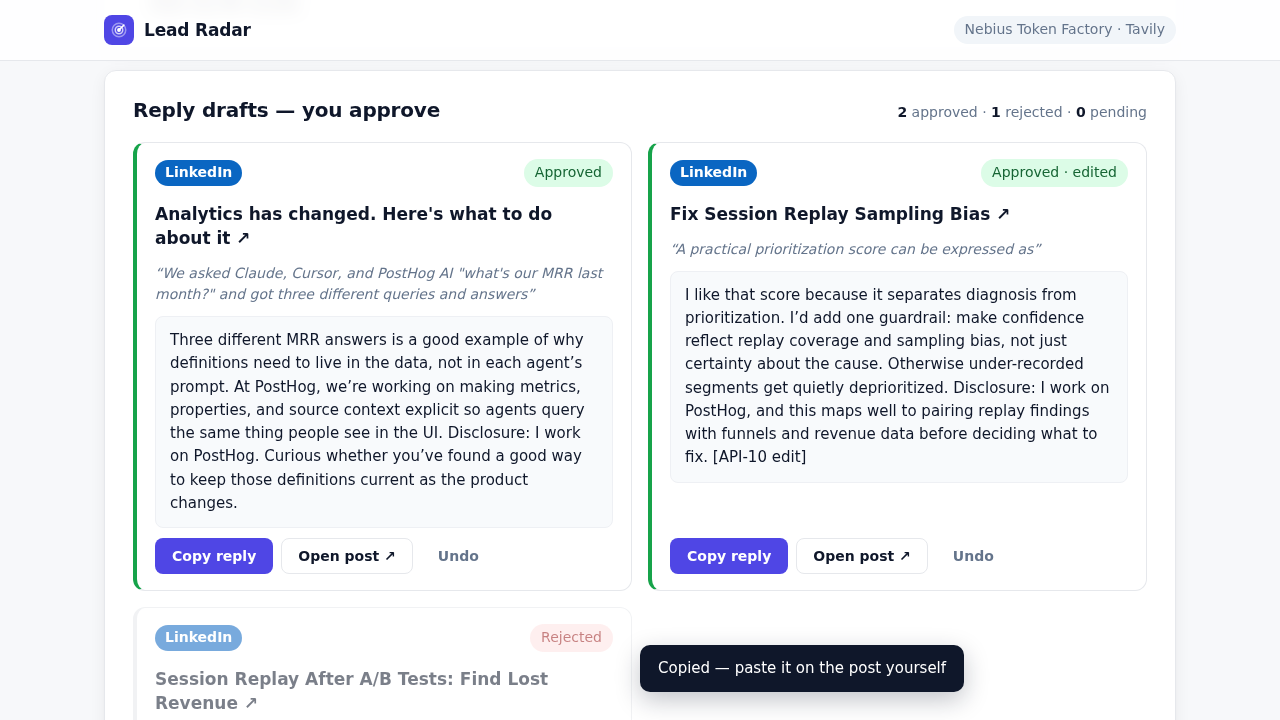 Lead Radar
Nebius Token Factory · Tavily
Reply drafts — you approve
2 approved · 1 rejected · 0 pending
LinkedIn
Approved
Analytics has changed. Here's what to do
about it ↗
“We asked Claude, Cursor, and PostHog AI "what's our MRR last
month?" and got three different queries and answers”
Three different MRR answers is a good example of why
definitions need to live in the data, not in each agent’s
prompt. At PostHog, we’re working on making metrics,
properties, and source context explicit so agents query
the same thing people see in the UI. Disclosure: I work
on PostHog. Curious whether you’ve found a good way
to keep those definitions current as the product
changes.
Copy reply
Open post ↗
Undo
LinkedIn
Approved · edited
Fix Session Replay Sampling Bias ↗
“A practical prioritization score can be expressed as”
I like that score because it separates diagnosis from
prioritization. I’d add one guardrail: make confidence
reflect replay coverage and sampling bias, not just
certainty about the cause. Otherwise under-recorded
segments get quietly deprioritized. Disclosure: I work on
PostHog, and this maps well to pairing replay findings
with funnels and revenue data before deciding what to
fix. [API-10 edit]
Copy reply
Open post ↗
Undo
LinkedIn
Rejected
Session Replay After A/B Tests: Find Lost
Revenue ↗
Copied — paste it on the post yourself